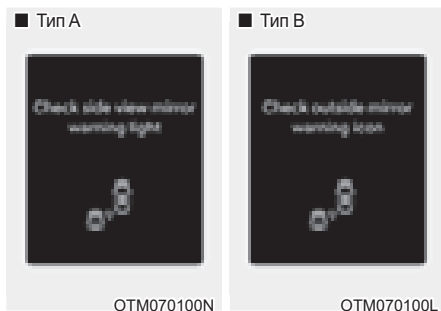 ■ Тип A
Check side view mirror
warning light
OTM070100N
■ Тип B
Check outside mirror
warning icon
OTM070100L